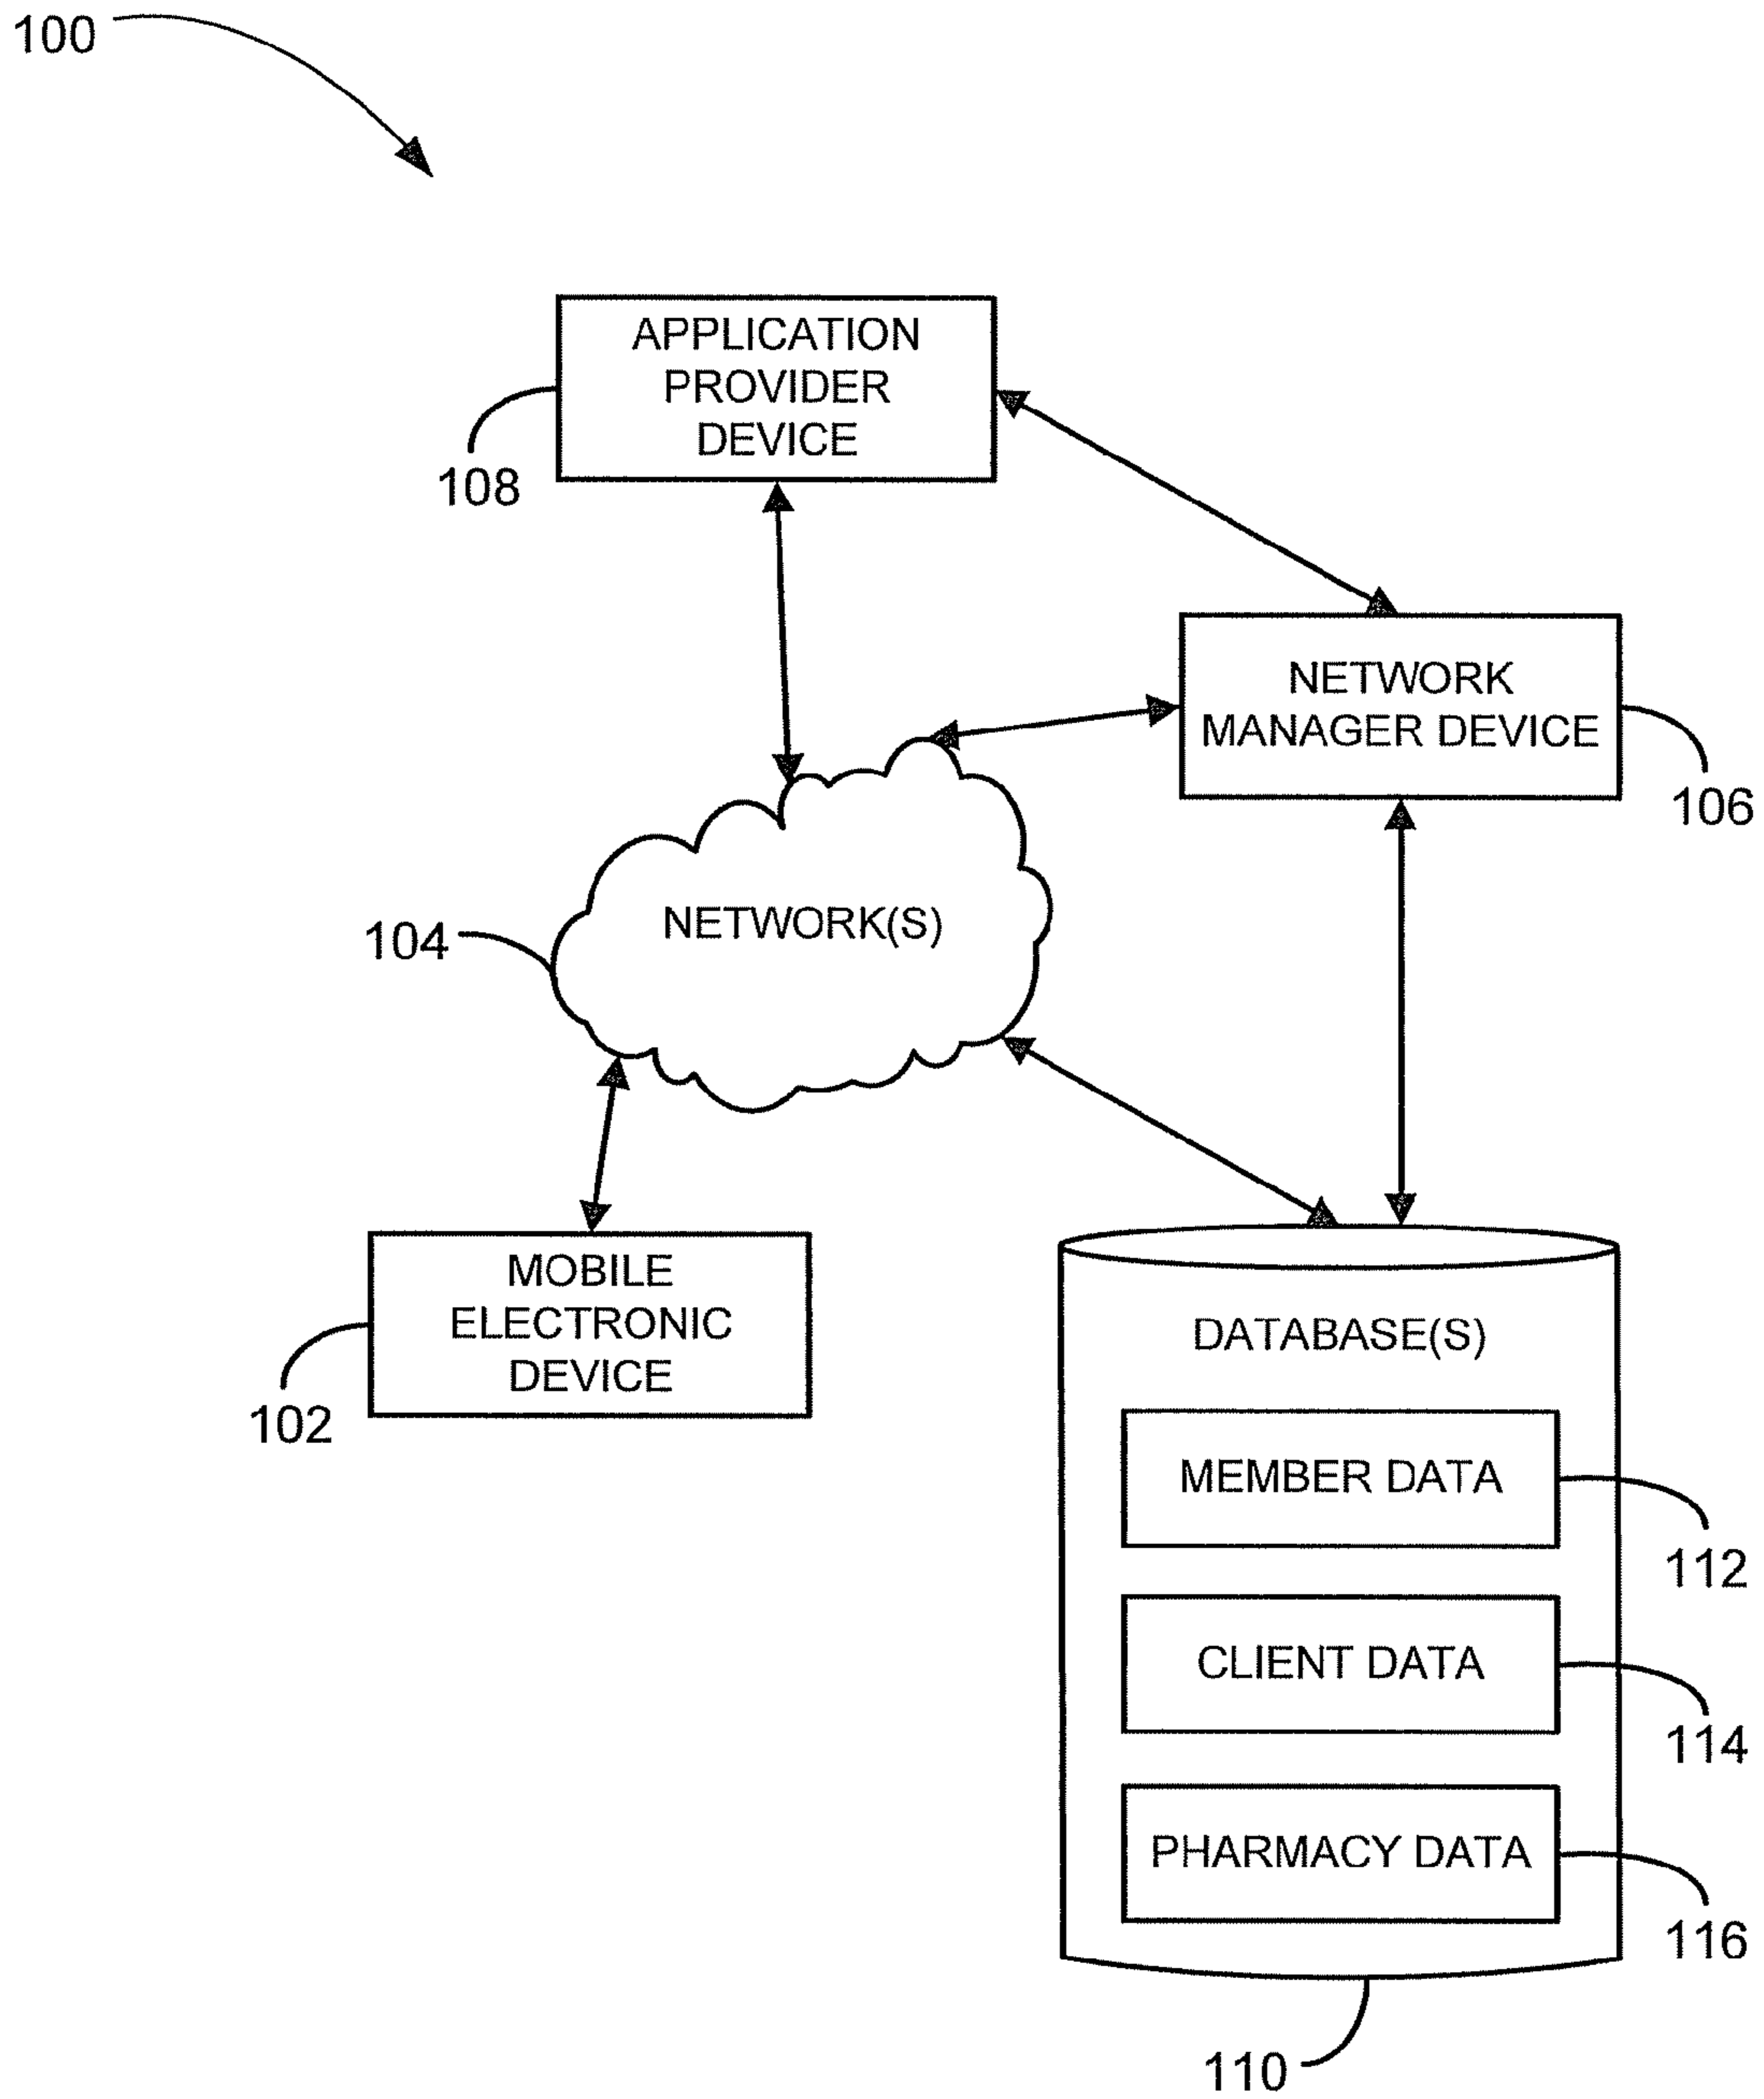 100
APPLICATION
PROVIDER
DEVICE
108
NETWORK
MANAGER DEVICE
106
NETWORK(S)
104
MOBILE
ELECTRONIC
DEVICE
102
DATABASE(S)
MEMBER DATA
112
CLIENT DATA
114
PHARMACY DATA
116
110